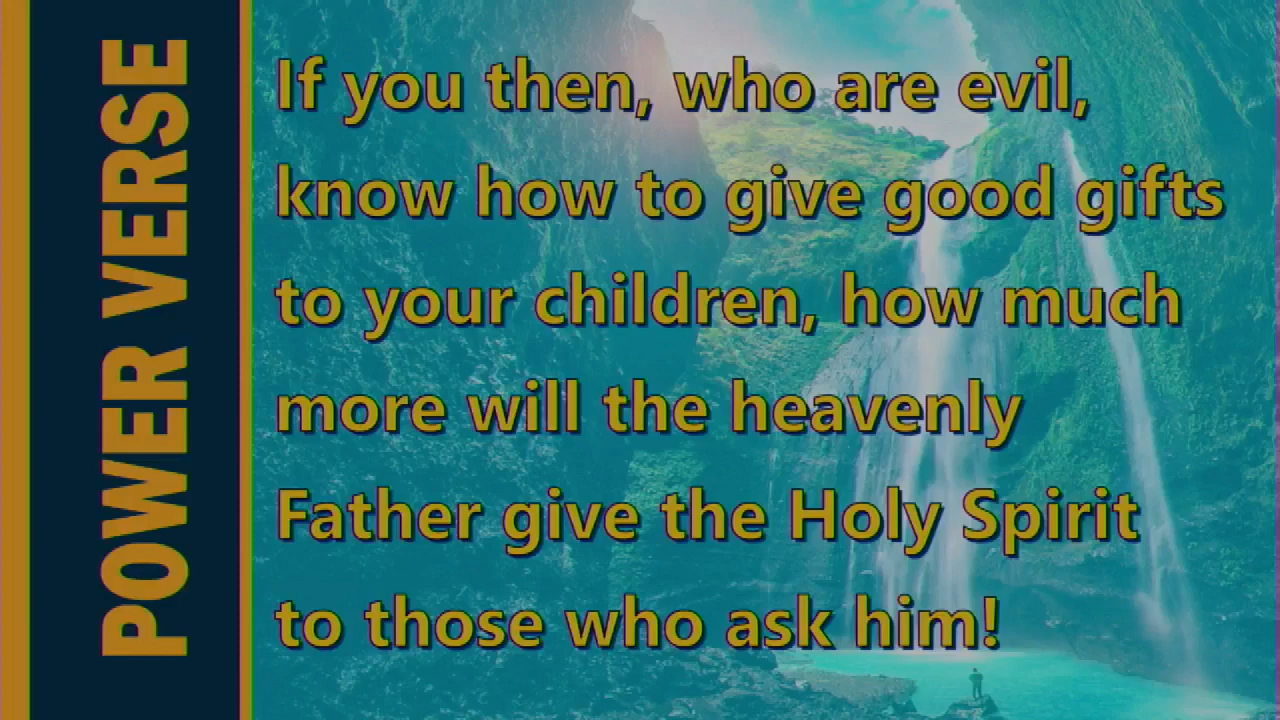 POWER VERSE
If you then, who are evil,
know how to give good gifts
to your children, how much
more will the heavenly
Father give the Holy Spirit
to those who ask him!